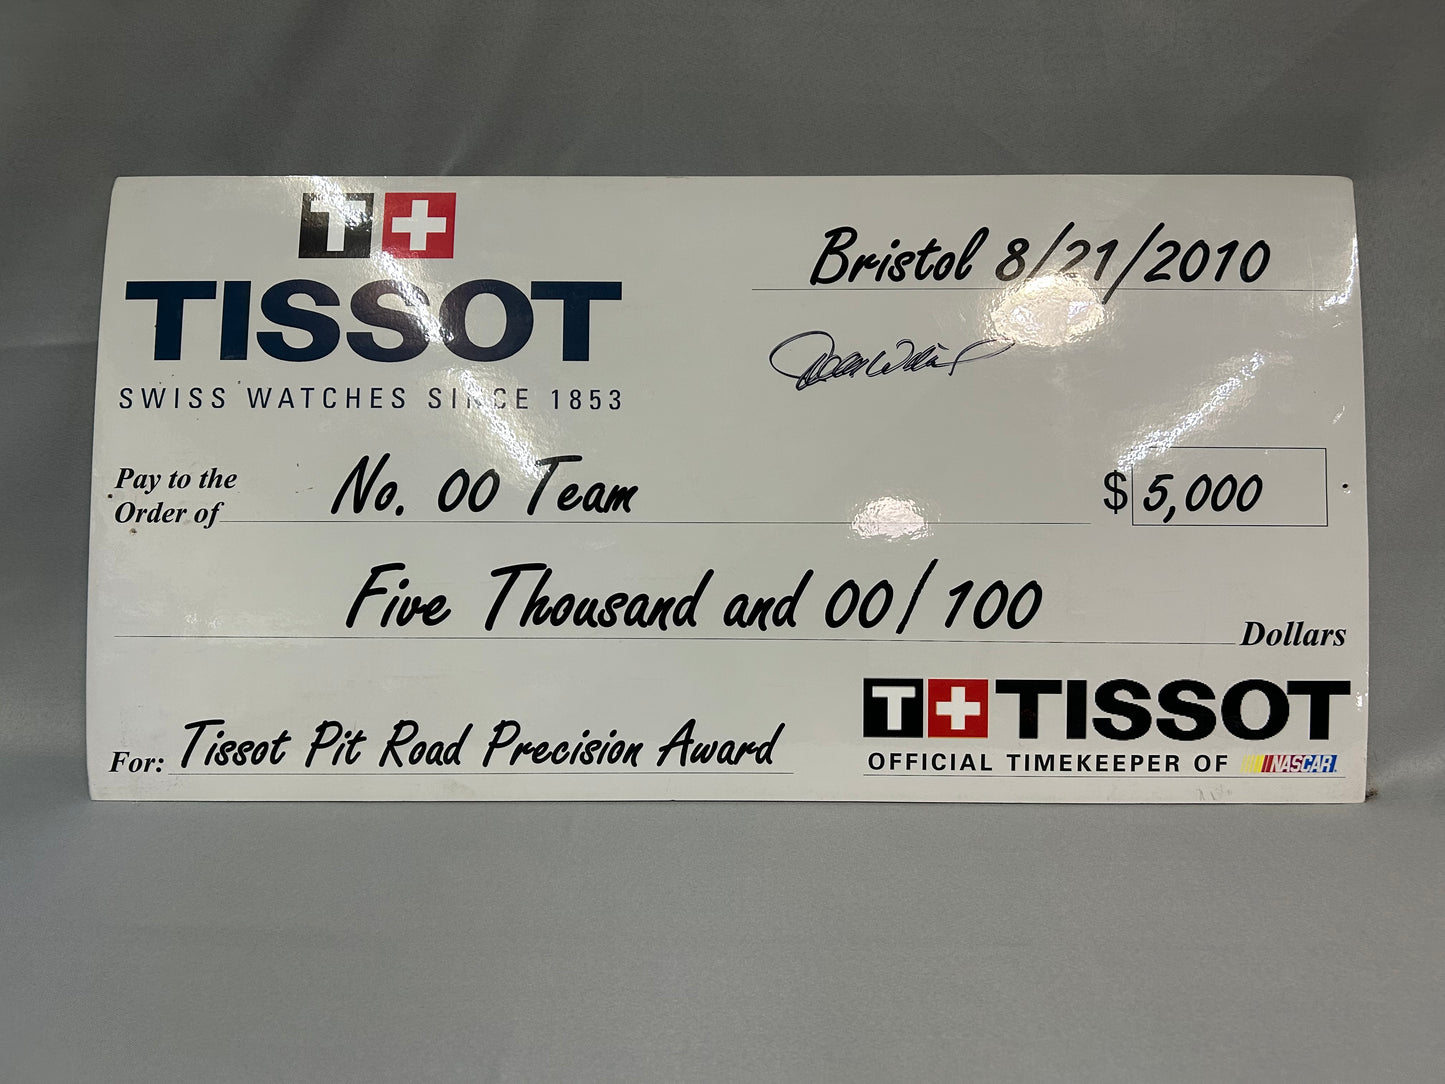 T+
TISSOT
SWISS WATCHES SINCE 1853
Bristol 8/21/2010
Pay to the
Order of
No. 00 Team
$ 5,000
Five Thousand and 00/100
Dollars
For: Tissot Pit Road Precision Award
T+ TISSOT
OFFICIAL TIMEKEEPER OF NASCAR.